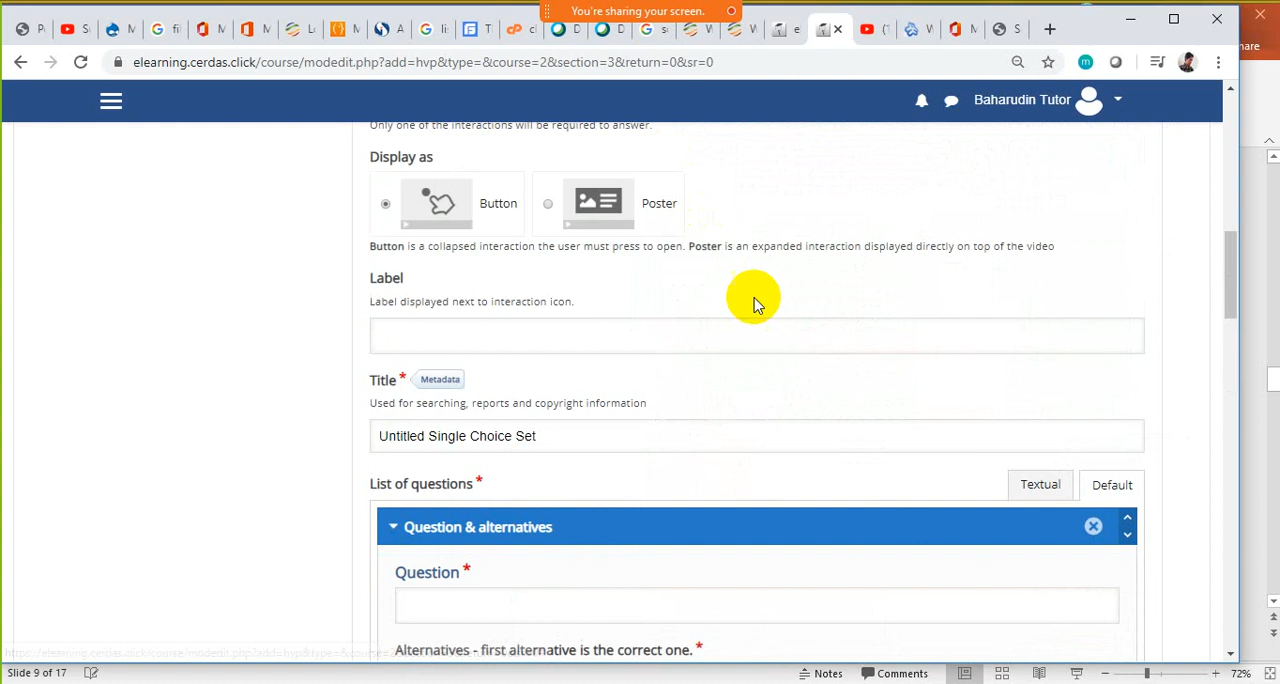 You're sharing your screen.
elearning.cerdas.click/course/modedit.php?add=hvp&type=&course=2&section=3&return=0&sr=0
Baharudin Tutor
Only one of the interactions will be required to answer.
Display as
Button
Poster
Button is a collapsed interaction the user must press to open. Poster is an expanded interaction displayed directly on top of the video
Label
Label displayed next to interaction icon.
Title * Metadata
Used for searching, reports and copyright information
Untitled Single Choice Set
List of questions * Textual Default
Question & alternatives
Question *
Alternatives - first alternative is the correct one. *
Slide 9 of 17 Notes Comments 72%